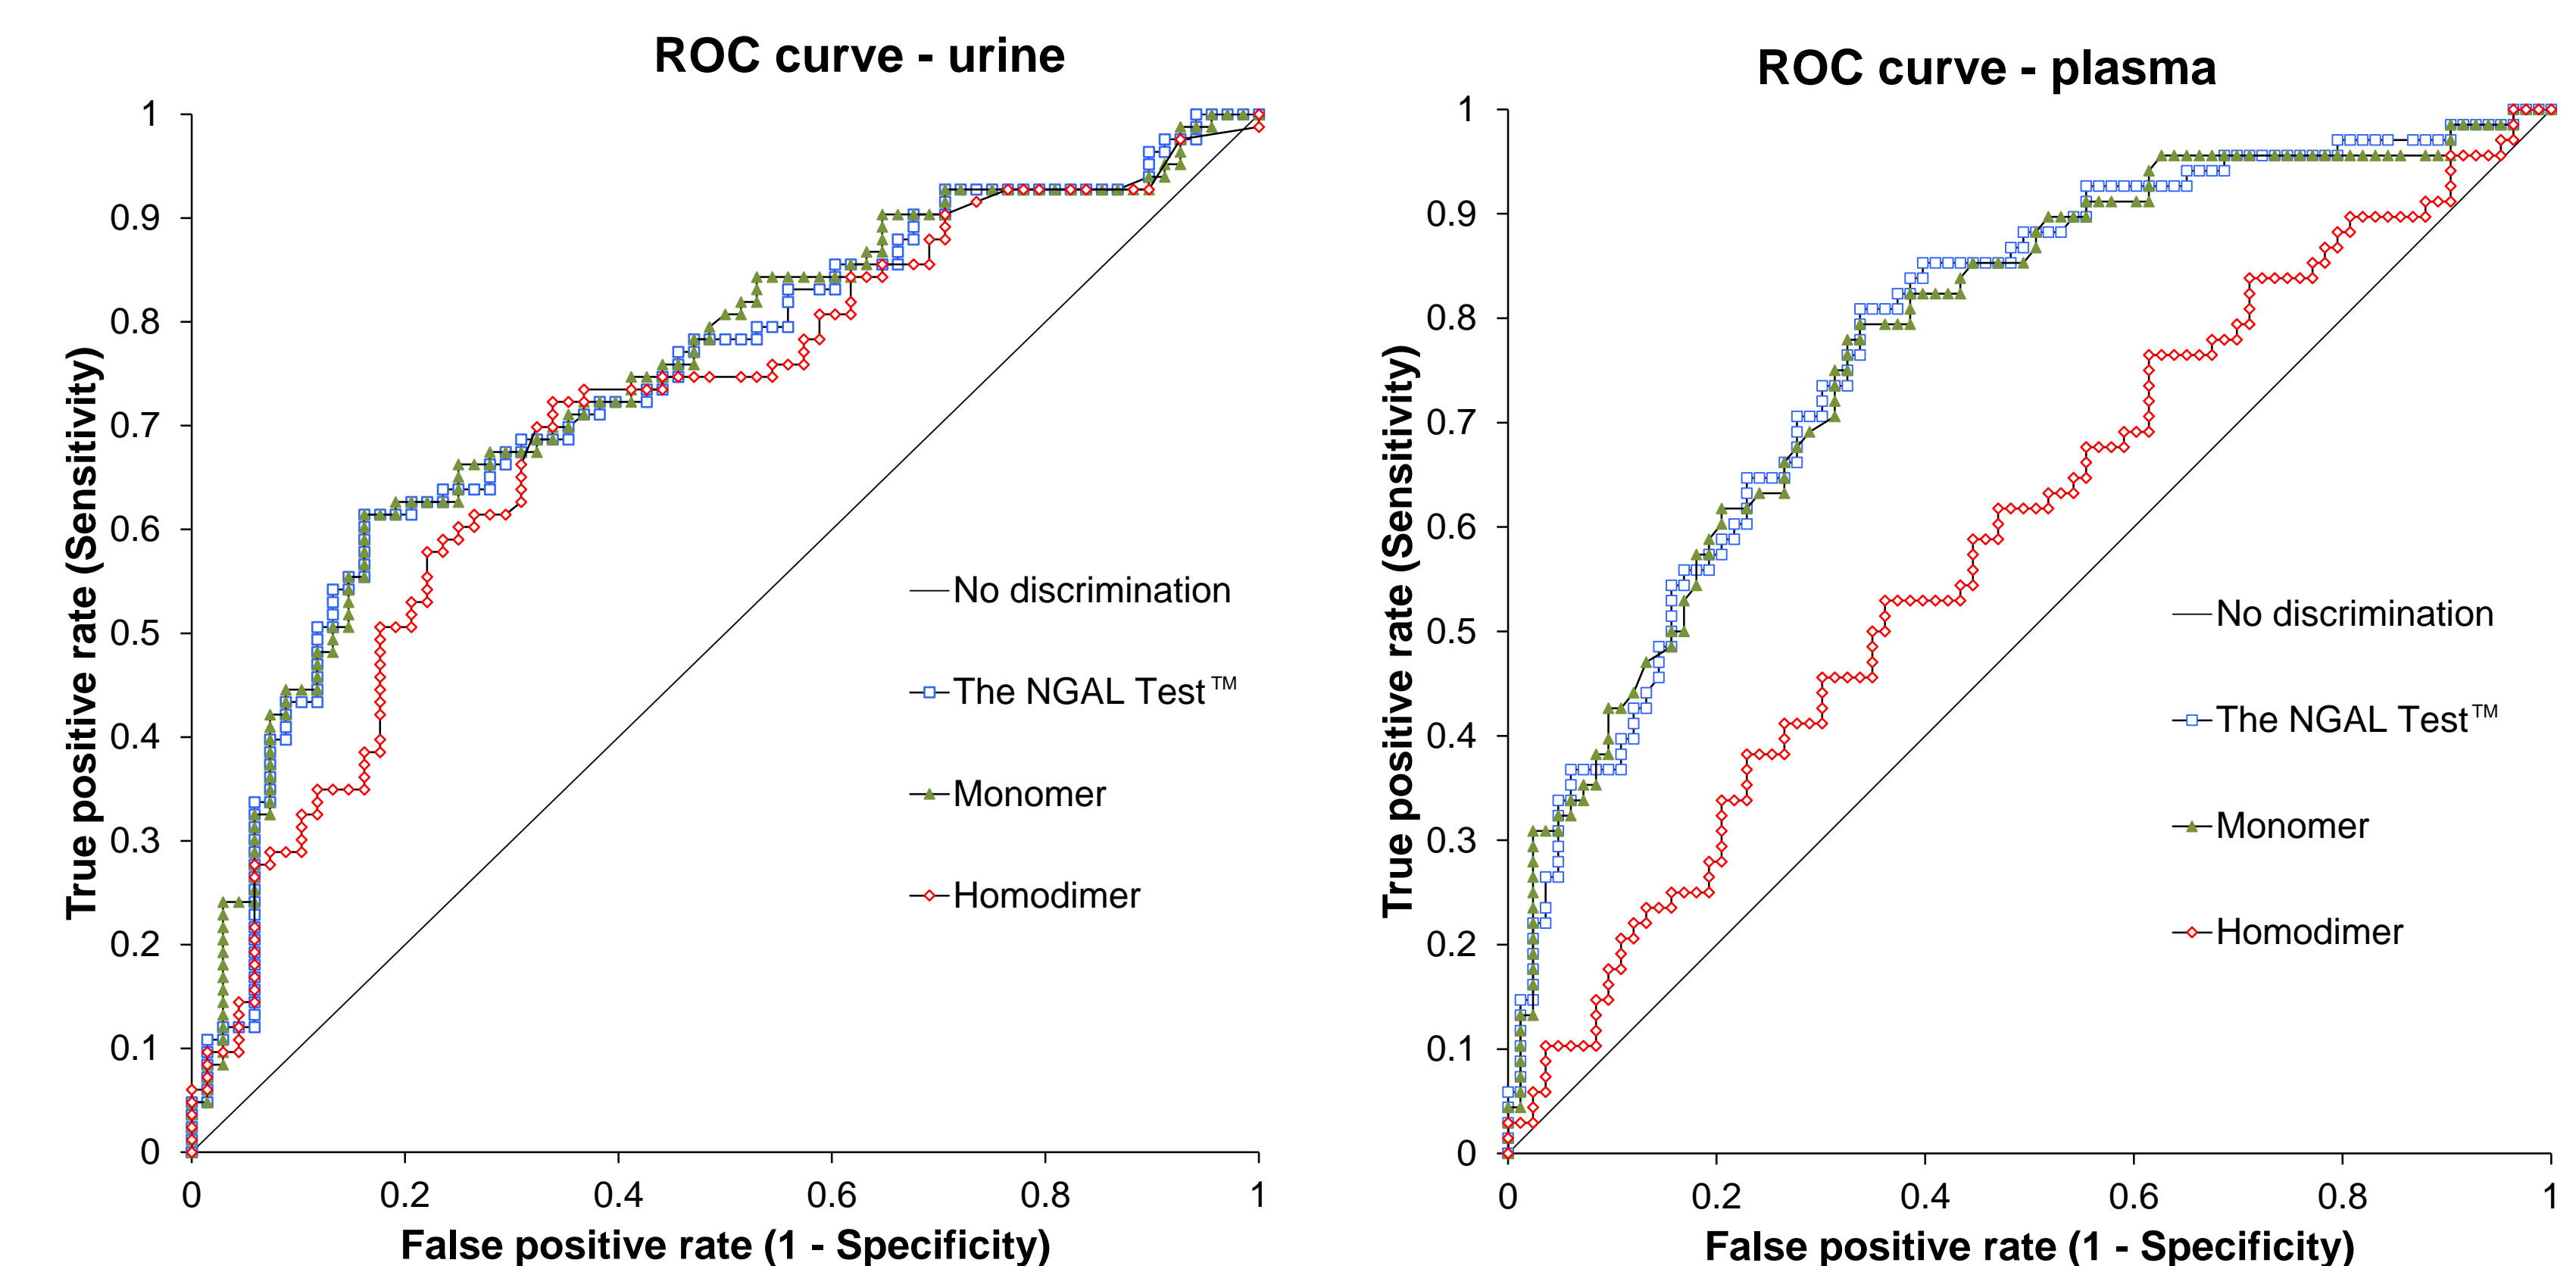 ROC curve - urine
True positive rate (Sensitivity)
1
0.9
0.8
0.7
0.6
0.5
0.4
0.3
0.2
0.1
0
0 0.2 0.4 0.6 0.8 1
False positive rate (1 - Specificity)
No discrimination
The NGAL Test™
Monomer
Homodimer
ROC curve - plasma
True positive rate (Sensitivity)
1
0.9
0.8
0.7
0.6
0.5
0.4
0.3
0.2
0.1
0
0 0.2 0.4 0.6 0.8 1
False positive rate (1 - Specificity)
No discrimination
The NGAL Test™
Monomer
Homodimer